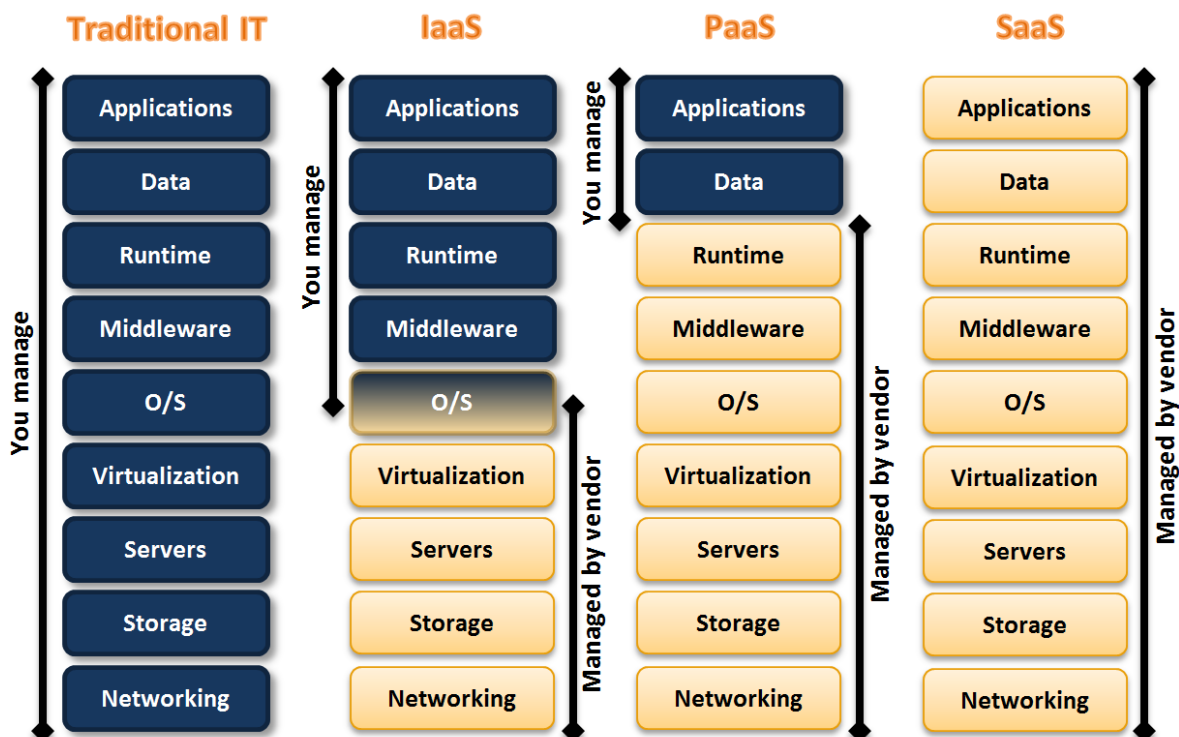 Traditional IT
IaaS
PaaS
SaaS
You manage
Applications
Data
Runtime
Middleware
O/S
Virtualization
Servers
Storage
Networking
You manage
Applications
Data
Runtime
Middleware
O/S
Virtualization
Servers
Storage
Networking
Managed by vendor
You manage
Applications
Data
Runtime
Middleware
O/S
Virtualization
Servers
Storage
Networking
Managed by vendor
Applications
Data
Runtime
Middleware
O/S
Virtualization
Servers
Storage
Networking
Managed by vendor